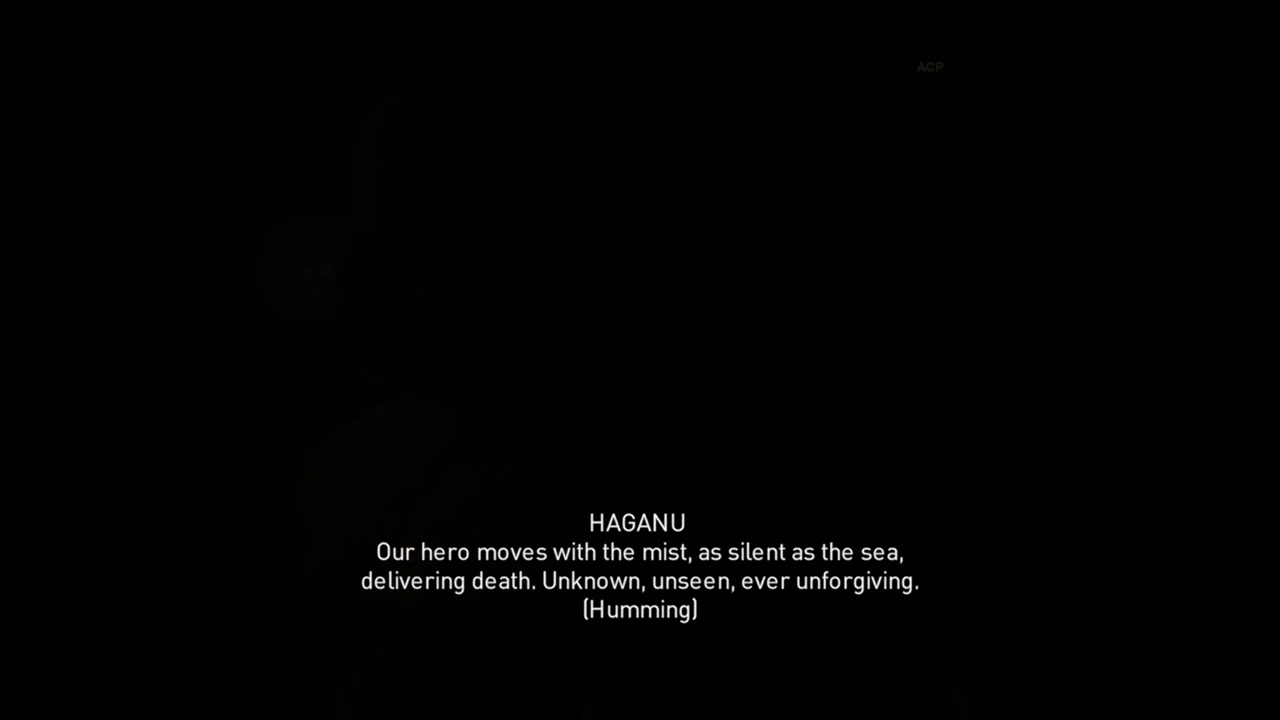 ACP
HAGANU
Our hero moves with the mist, as silent as the sea,
delivering death. Unknown, unseen, ever unforgiving.
(Humming)